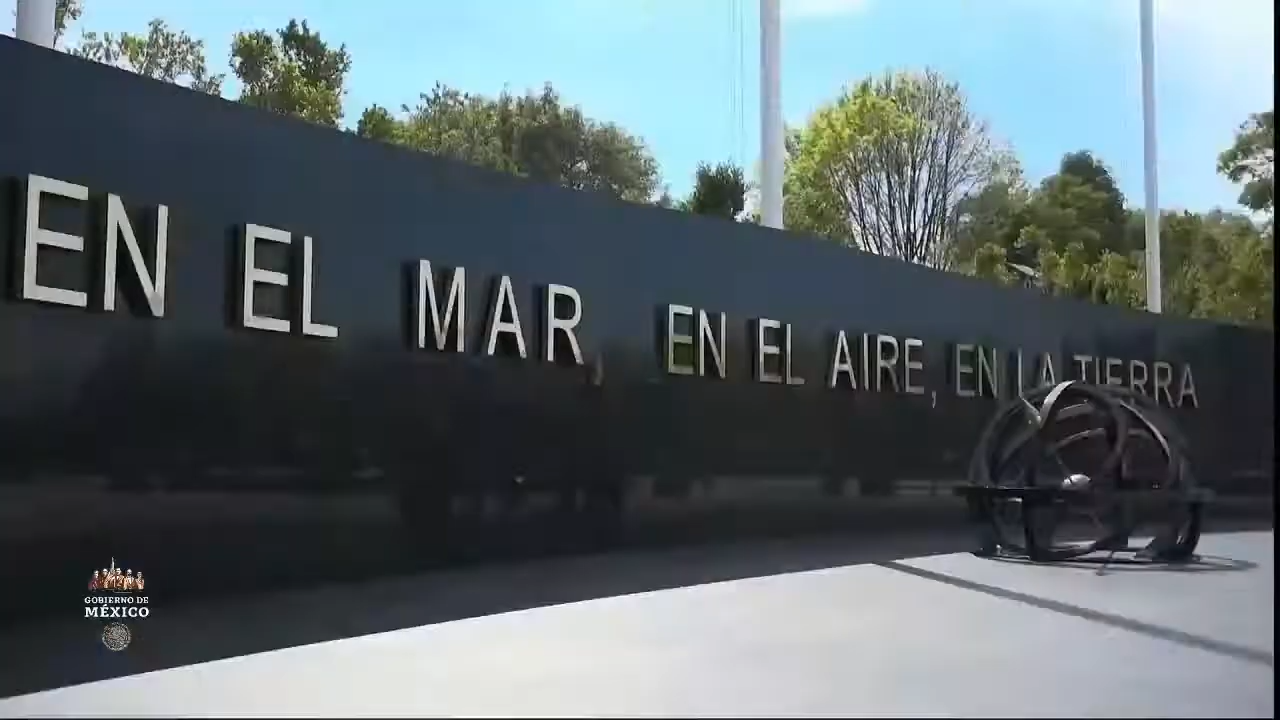 EN EL MAR, EN EL AIRE, EN LA TIERRA
GOBIERNO DE
MÉXICO